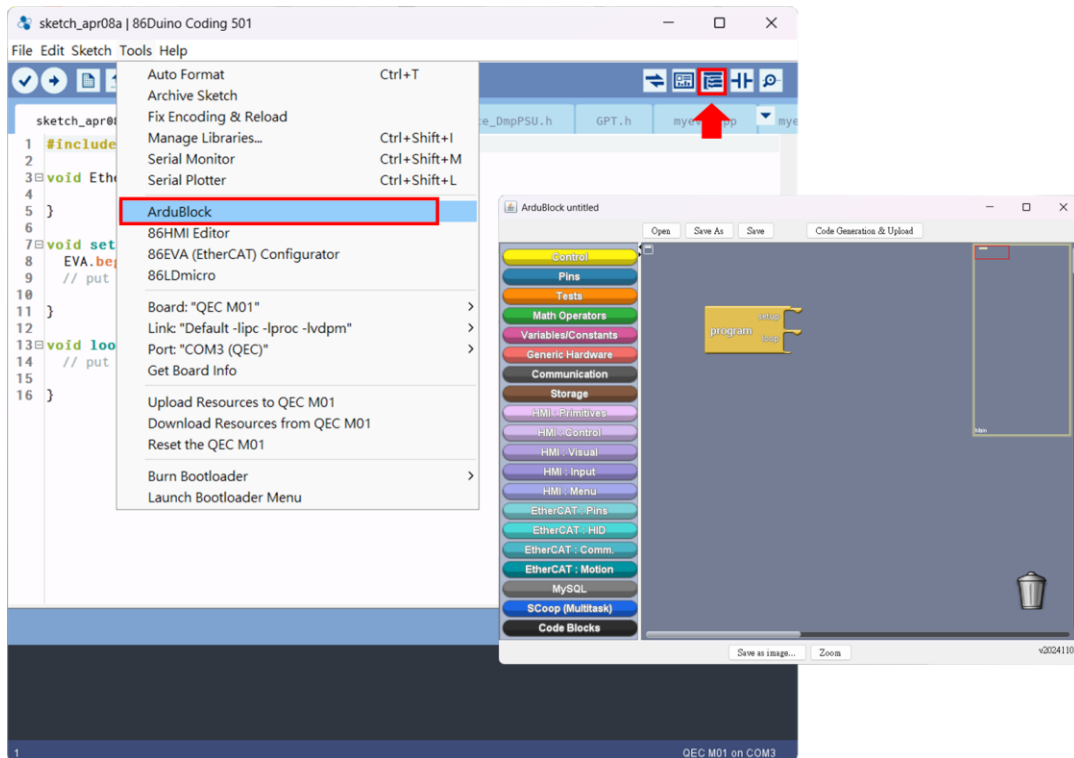 sketch_apr08a | 86Duino Coding 501
File Edit Sketch Tools Help
sketch_apr0
e_DmpPSU.h
GPT.h
mye
pp
mye
1 #include
2
3 void Eth
4
5 }
6
7 void set
8 EVA.beg
9 // put
10
11 }
12
13 void loo
14 // put
15
16 }
Auto Format Ctrl+T
Archive Sketch
Fix Encoding & Reload
Manage Libraries... Ctrl+Shift+I
Serial Monitor Ctrl+Shift+M
Serial Plotter Ctrl+Shift+L
ArduBlock
86HMI Editor
86EVA (EtherCAT) Configurator
86LDmicro
Board: "QEC M01"
Link: "Default -lipc -lproc -lvdpm"
Port: "COM3 (QEC)"
Get Board Info
Upload Resources to QEC M01
Download Resources from QEC M01
Reset the QEC M01
Burn Bootloader
Launch Bootloader Menu
1
QEC M01 on COM3
ArduBlock untitled
Open Save As Save Code Generation & Upload
Control
Pins
Tests
Math Operators
Variables/Constants
Generic Hardware
Communication
Storage
HMI : Primitives
HMI : Control
HMI : Visual
HMI : Input
HMI : Menu
EtherCAT : Pins
EtherCAT : HID
EtherCAT : Comm.
EtherCAT : Motion
MySQL
SCoop (Multitask)
Code Blocks
program
setup
loop
Main
Save as image... Zoom
v2024110